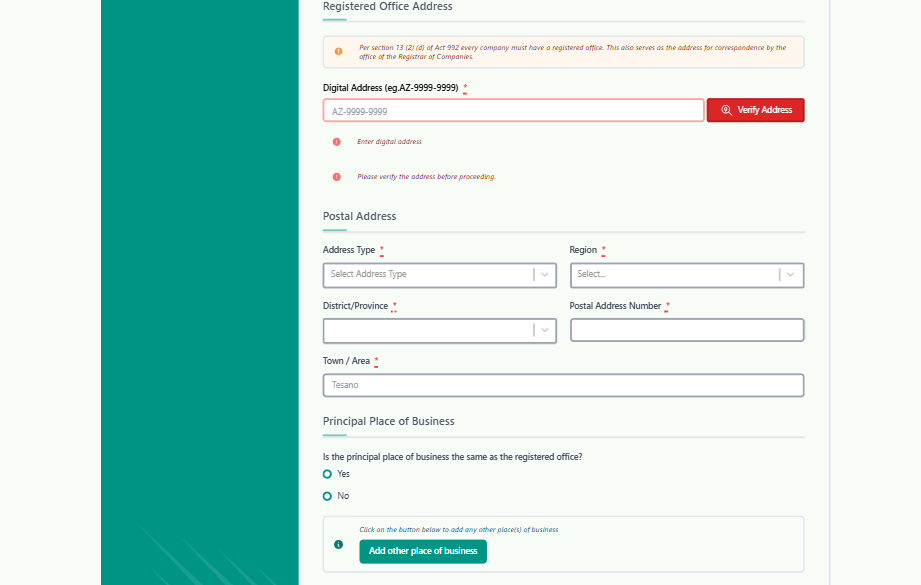 Registered Office Address
Per section 13 (2) (d) of Act 992 every company must have a registered office. This also serves as the address for correspondence by the
office of the Registrar of Companies.
Digital Address (eg.AZ-9999-9999) *
AZ-9999-9999
Verify Address
Enter digital address
Please verify the address before proceeding.
Postal Address
Address Type *
Region *
Select Address Type
Select...
District/Province *
Postal Address Number *
Town / Area *
Tesano
Principal Place of Business
Is the principal place of business the same as the registered office?
Yes
No
Click on the button below to add any other place(s) of business
Add other place of business